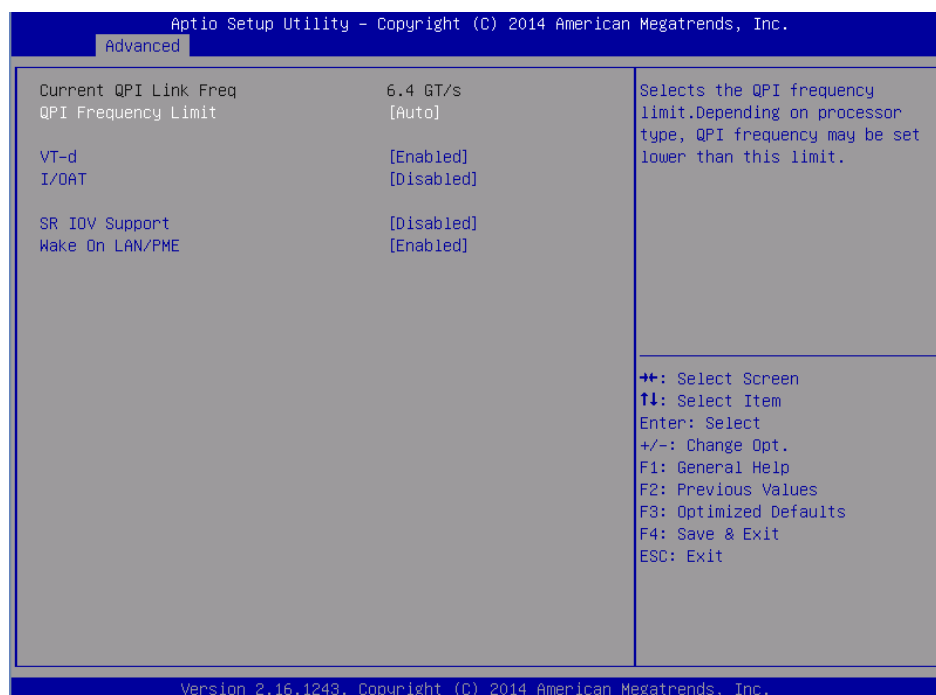 Aptio Setup Utility – Copyright (C) 2014 American Megatrends, Inc.
Advanced
Current QPI Link Freq 6.4 GT/s
QPI Frequency Limit [Auto]
VT-d [Enabled]
I/OAT [Disabled]
SR IOV Support [Disabled]
Wake On LAN/PME [Enabled]
Selects the QPI frequency
limit.Depending on processor
type, QPI frequency may be set
lower than this limit.
→←: Select Screen
↑↓: Select Item
Enter: Select
+/-: Change Opt.
F1: General Help
F2: Previous Values
F3: Optimized Defaults
F4: Save & Exit
ESC: Exit
Version 2.16.1243. Copyright (C) 2014 American Megatrends, Inc.